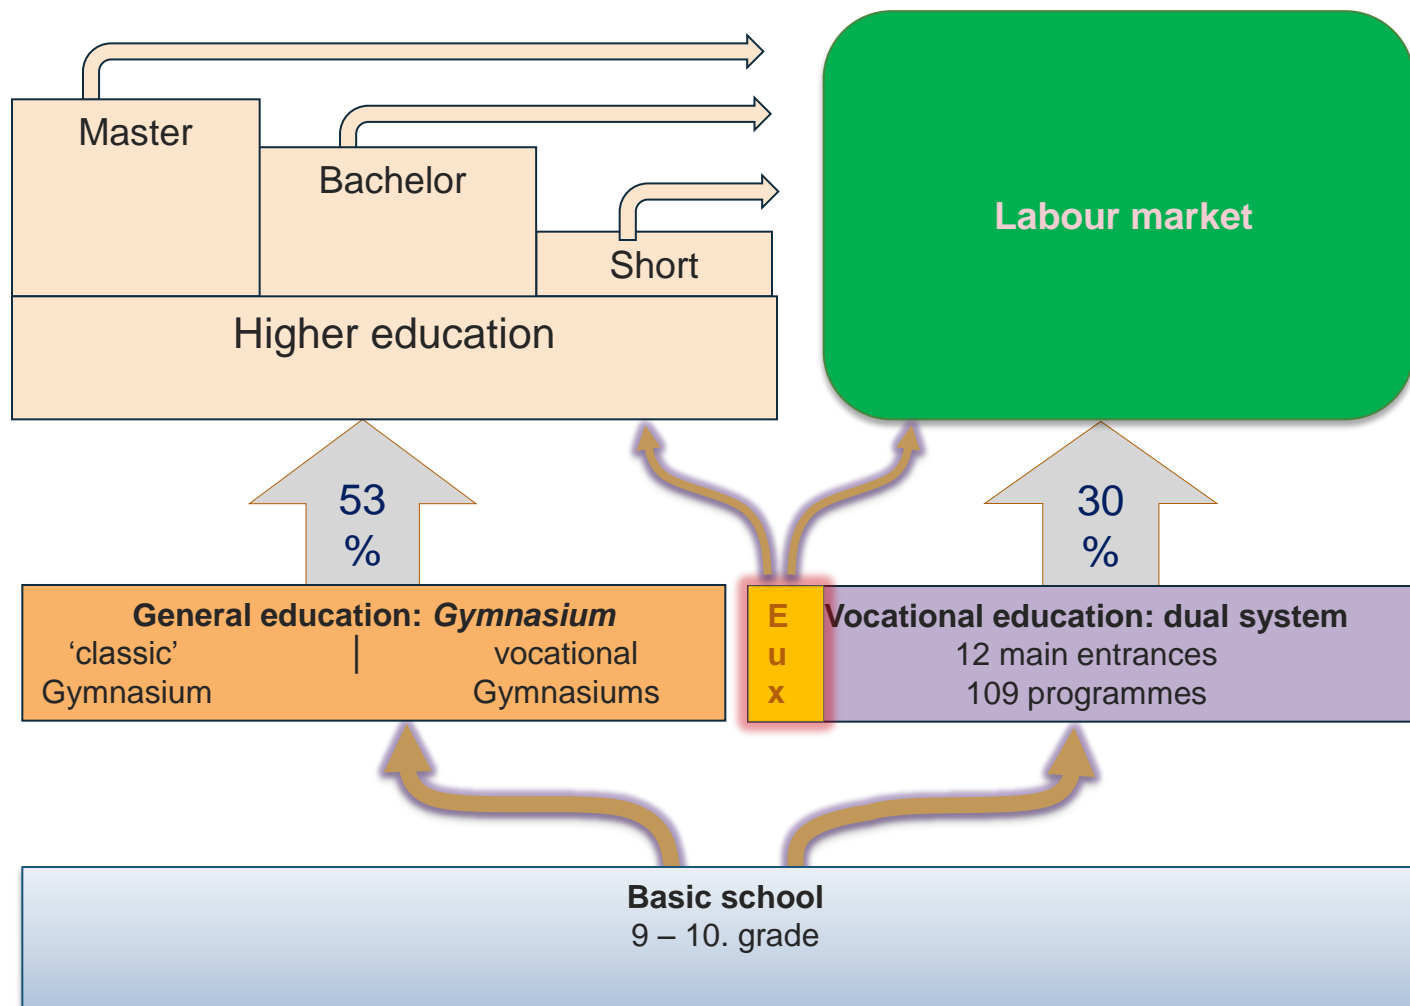 Master
Bachelor
Short
Higher education
Labour market
53
%
30
%
General education: Gymnasium
‘classic’ | vocational
Gymnasium Gymnasiums
E
u
x
Vocational education: dual system
12 main entrances
109 programmes
Basic school
9 – 10. grade